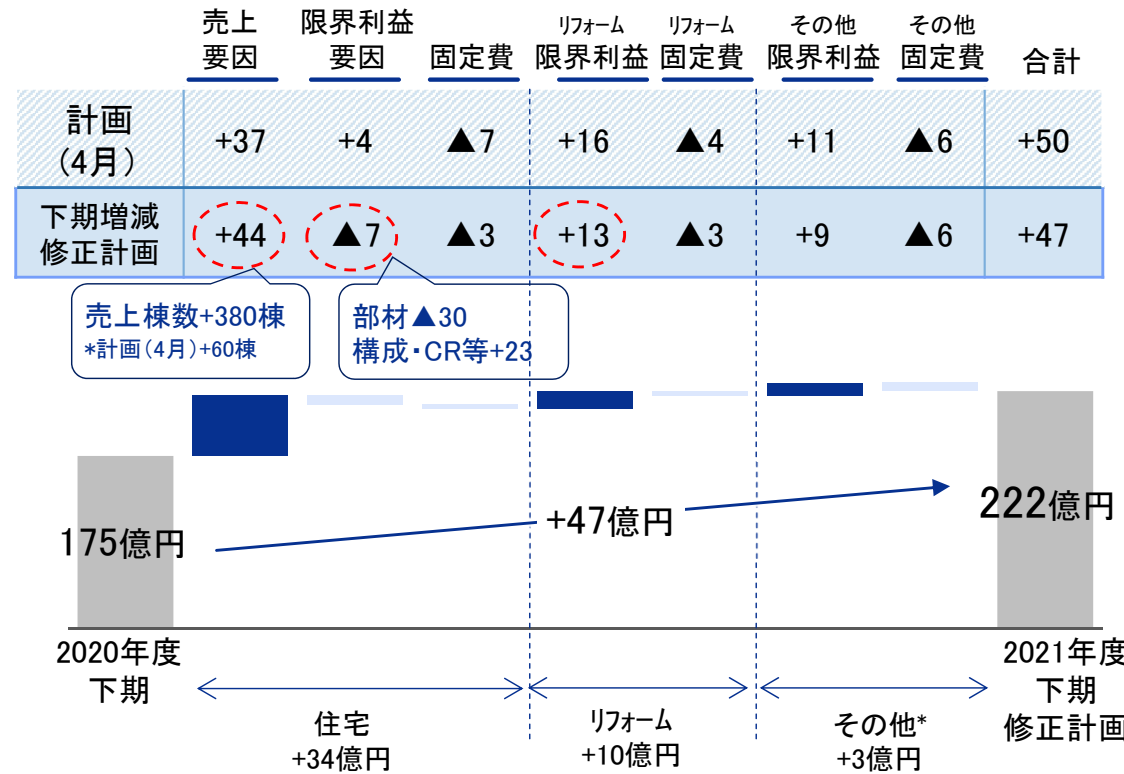 売上 限界利益 リフォーム リフォーム その他 その他
要因 要因 固定費 限界利益 固定費 限界利益 固定費 合計
計画
(4月) +37 +4 ▲7 +16 ▲4 +11 ▲6 +50
下期増減
修正計画 +44 ▲7 ▲3 +13 ▲3 +9 ▲6 +47
売上棟数+380棟
*計画(4月)+60棟
部材▲30
構成・CR等+23
175億円
+47億円
222億円
2020年度
下期
2021年度
下期
修正計画
住宅
+34億円
リフォーム
+10億円
その他*
+3億円